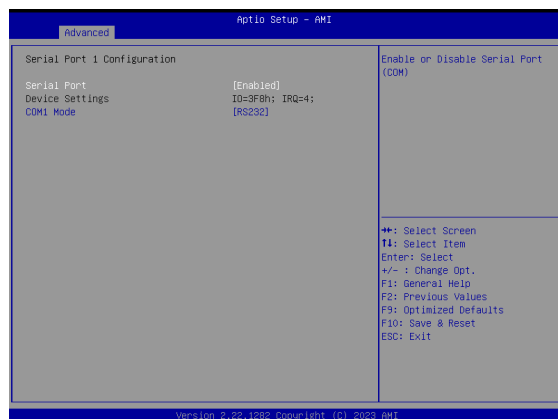 Aptio Setup - AMI
Advanced
Serial Port 1 Configuration
Serial Port [Enabled]
Device Settings IO=3F8h; IRQ=4;
COM1 Mode [RS232]
Enable or Disable Serial Port
(COM)
→←: Select Screen
↑↓: Select Item
Enter: Select
+/- : Change Opt.
F1: General Help
F2: Previous Values
F9: Optimized Defaults
F10: Save & Reset
ESC: Exit
Version 2.22.1282 Copyright (C) 2023 AMI